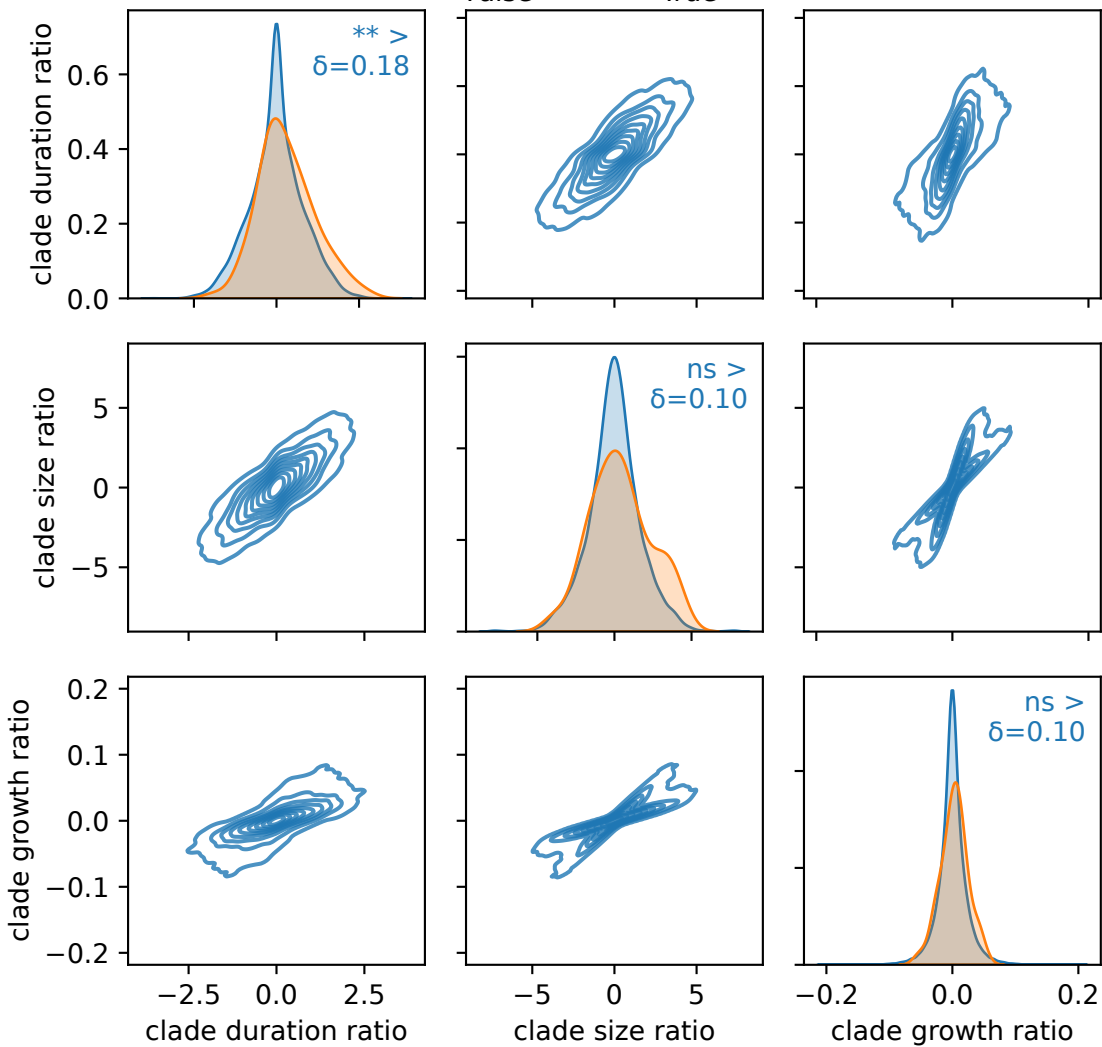 clade duration ratio
0.6
0.4
0.2
0.0
** >
δ=0.18
clade size ratio
5
0
−5
ns >
δ=0.10
clade growth ratio
0.2
0.1
0.0
−0.1
−0.2
ns >
δ=0.10
−2.5 0.0 2.5
−5 0 5
−0.2 0.0 0.2
clade duration ratio
clade size ratio
clade growth ratio